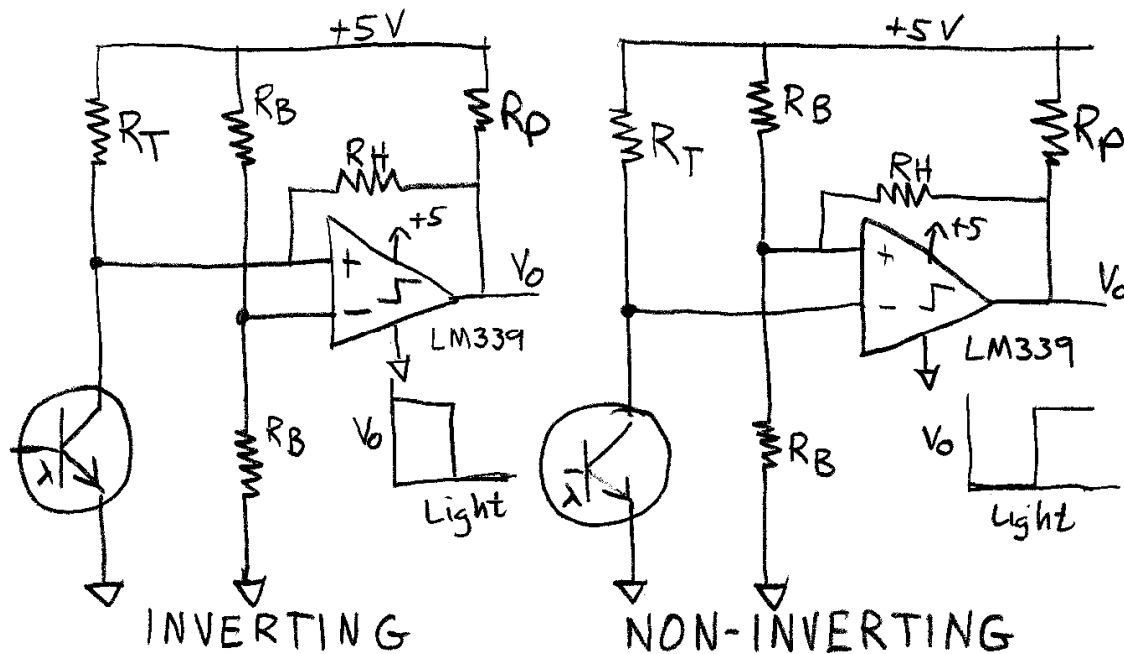 +5V
RT
RB
RP
RH
+5
+
-
Vo
LM339
RB
λ
Vo
Light
INVERTING
+5V
RT
RB
RP
RH
+5
+
-
Vo
LM339
RB
λ
Vo
Light
NON-INVERTING